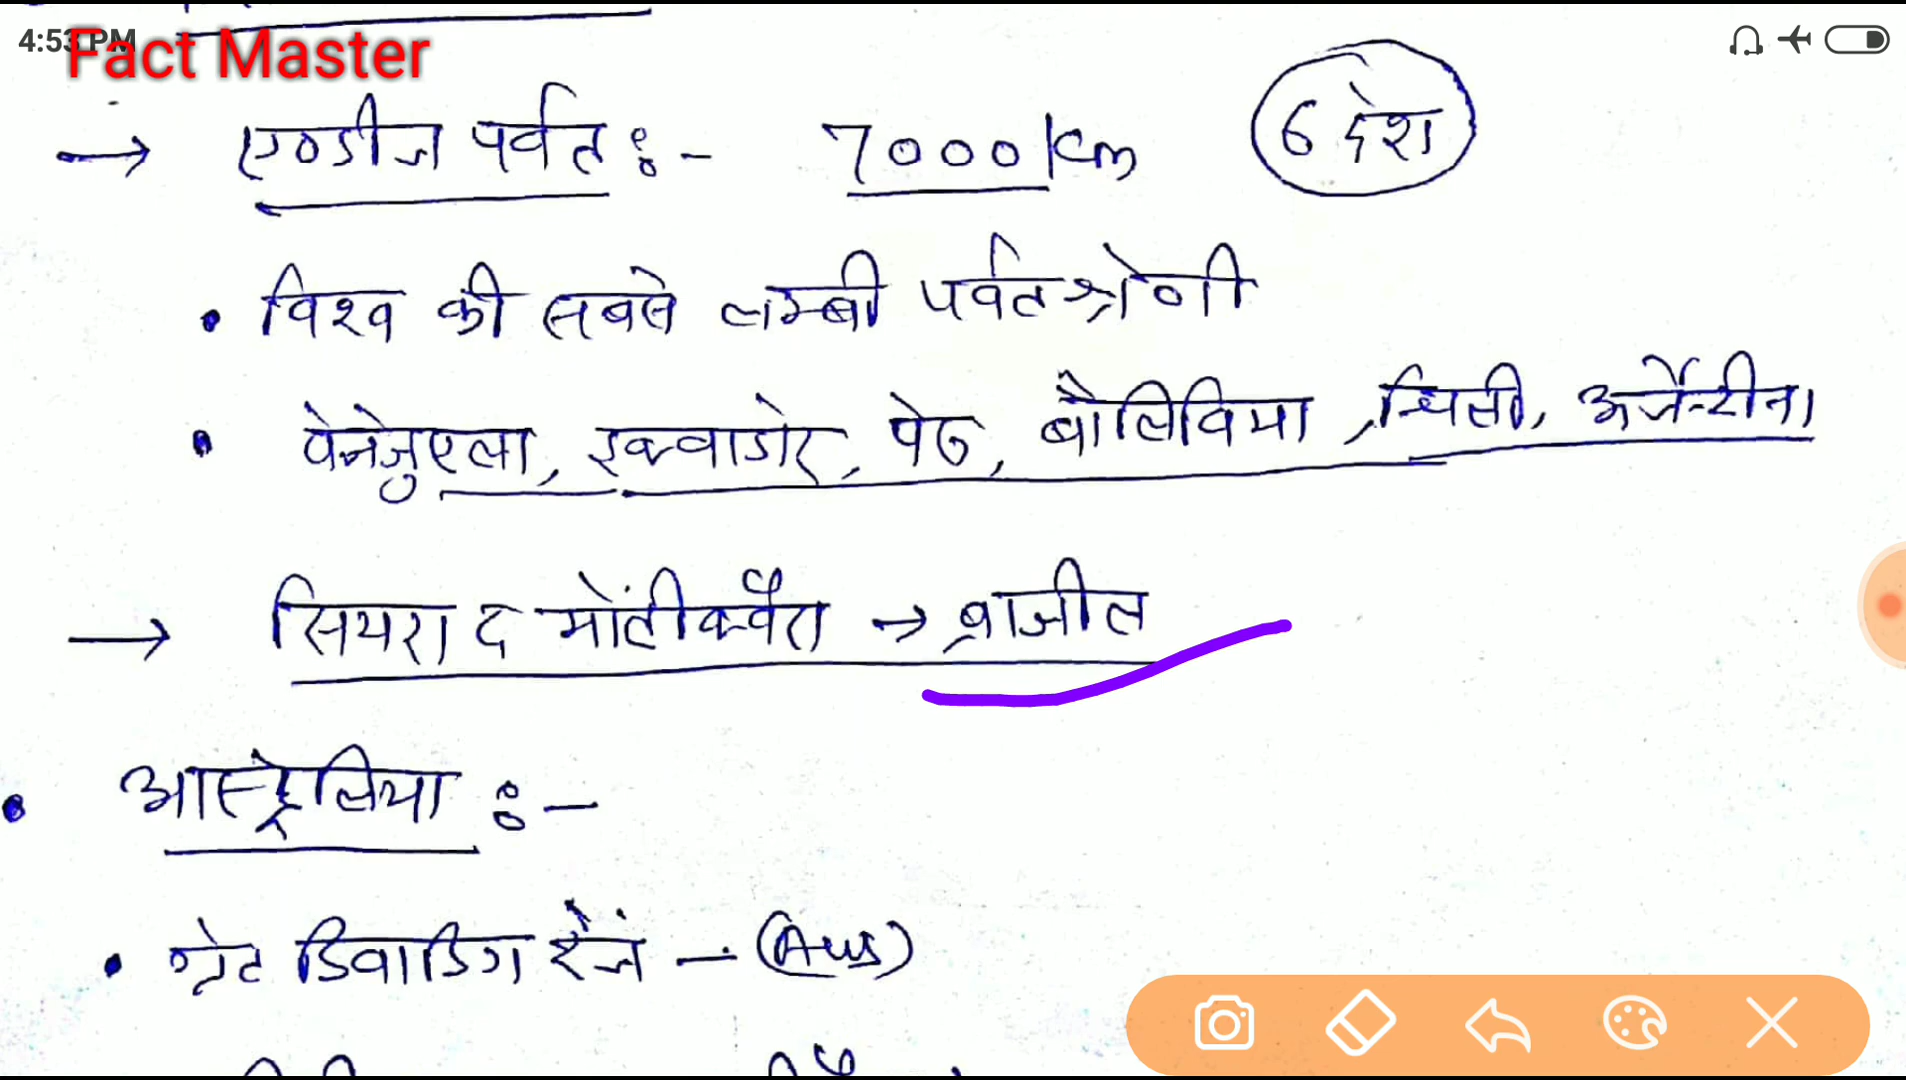 4:53 PM
Fact Master
→ एण्डीज पर्वत :- 7000 Km 6 देश
• विश्व की सबसे लम्बी पर्वत श्रेणी
• वेनेजुएला, इक्वाडोर, पेरु, बोलिविया, चिली, अर्जेन्टीना
→ सियरा द मोंटीक्वैरा → ब्राजील
• आस्ट्रेलिया :-
• ग्रेट डिवाडिंग रेंज - (Aus)